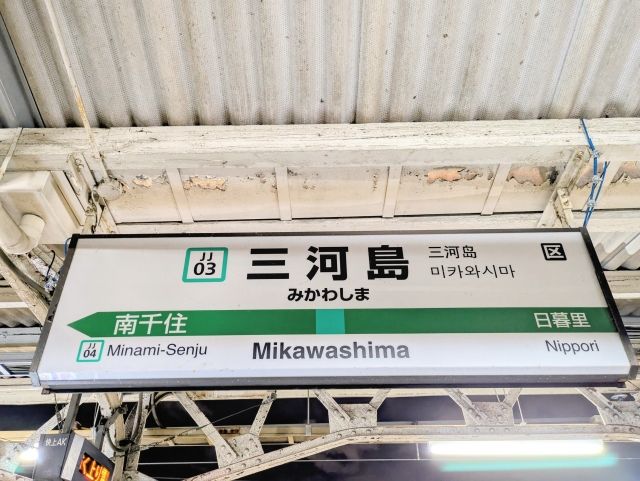 JJ
03
三河島
みかわしま
三河岛
미카와시마
区
南千住
日暮里
JJ
04
Minami-Senju
Mikawashima
Nippori